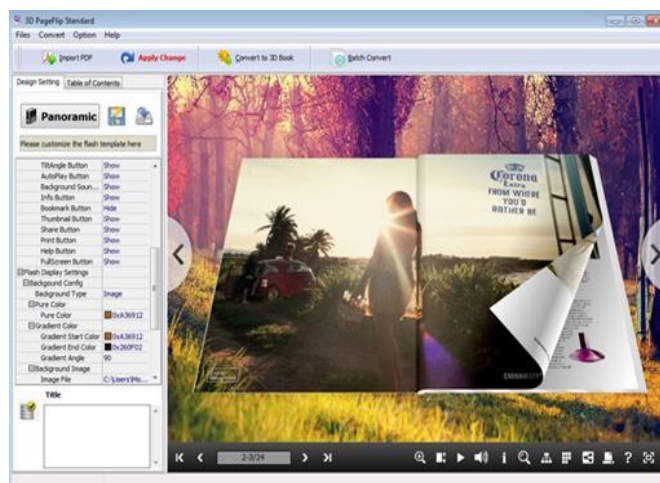 3D PageFlip Standard
Files Convert Option Help
Import PDF Apply Change Convert to 3D Book Batch Convert
Design Setting Table of Contents
Panoramic
Please customize the flash template here
TiltAngle Button Show
AutoPlay Button Show
Background Soun... Show
Info Button Show
Bookmark Button Hide
Thumbnail Button Show
Share Button Show
Print Button Show
Help Button Show
FullScreen Button Show
Flash Display Settings
Background Config
Background Type Image
Pure Color
Pure Color 0xA36912
Gradient Color
Gradient Start Color 0xA36912
Gradient End Color 0x260F02
Gradient Angle 90
Background Image
Image File C:\Users\Mo...
Title
Corona
Extra
FROM WHERE
YOU'D
RATHER BE
2-3/24